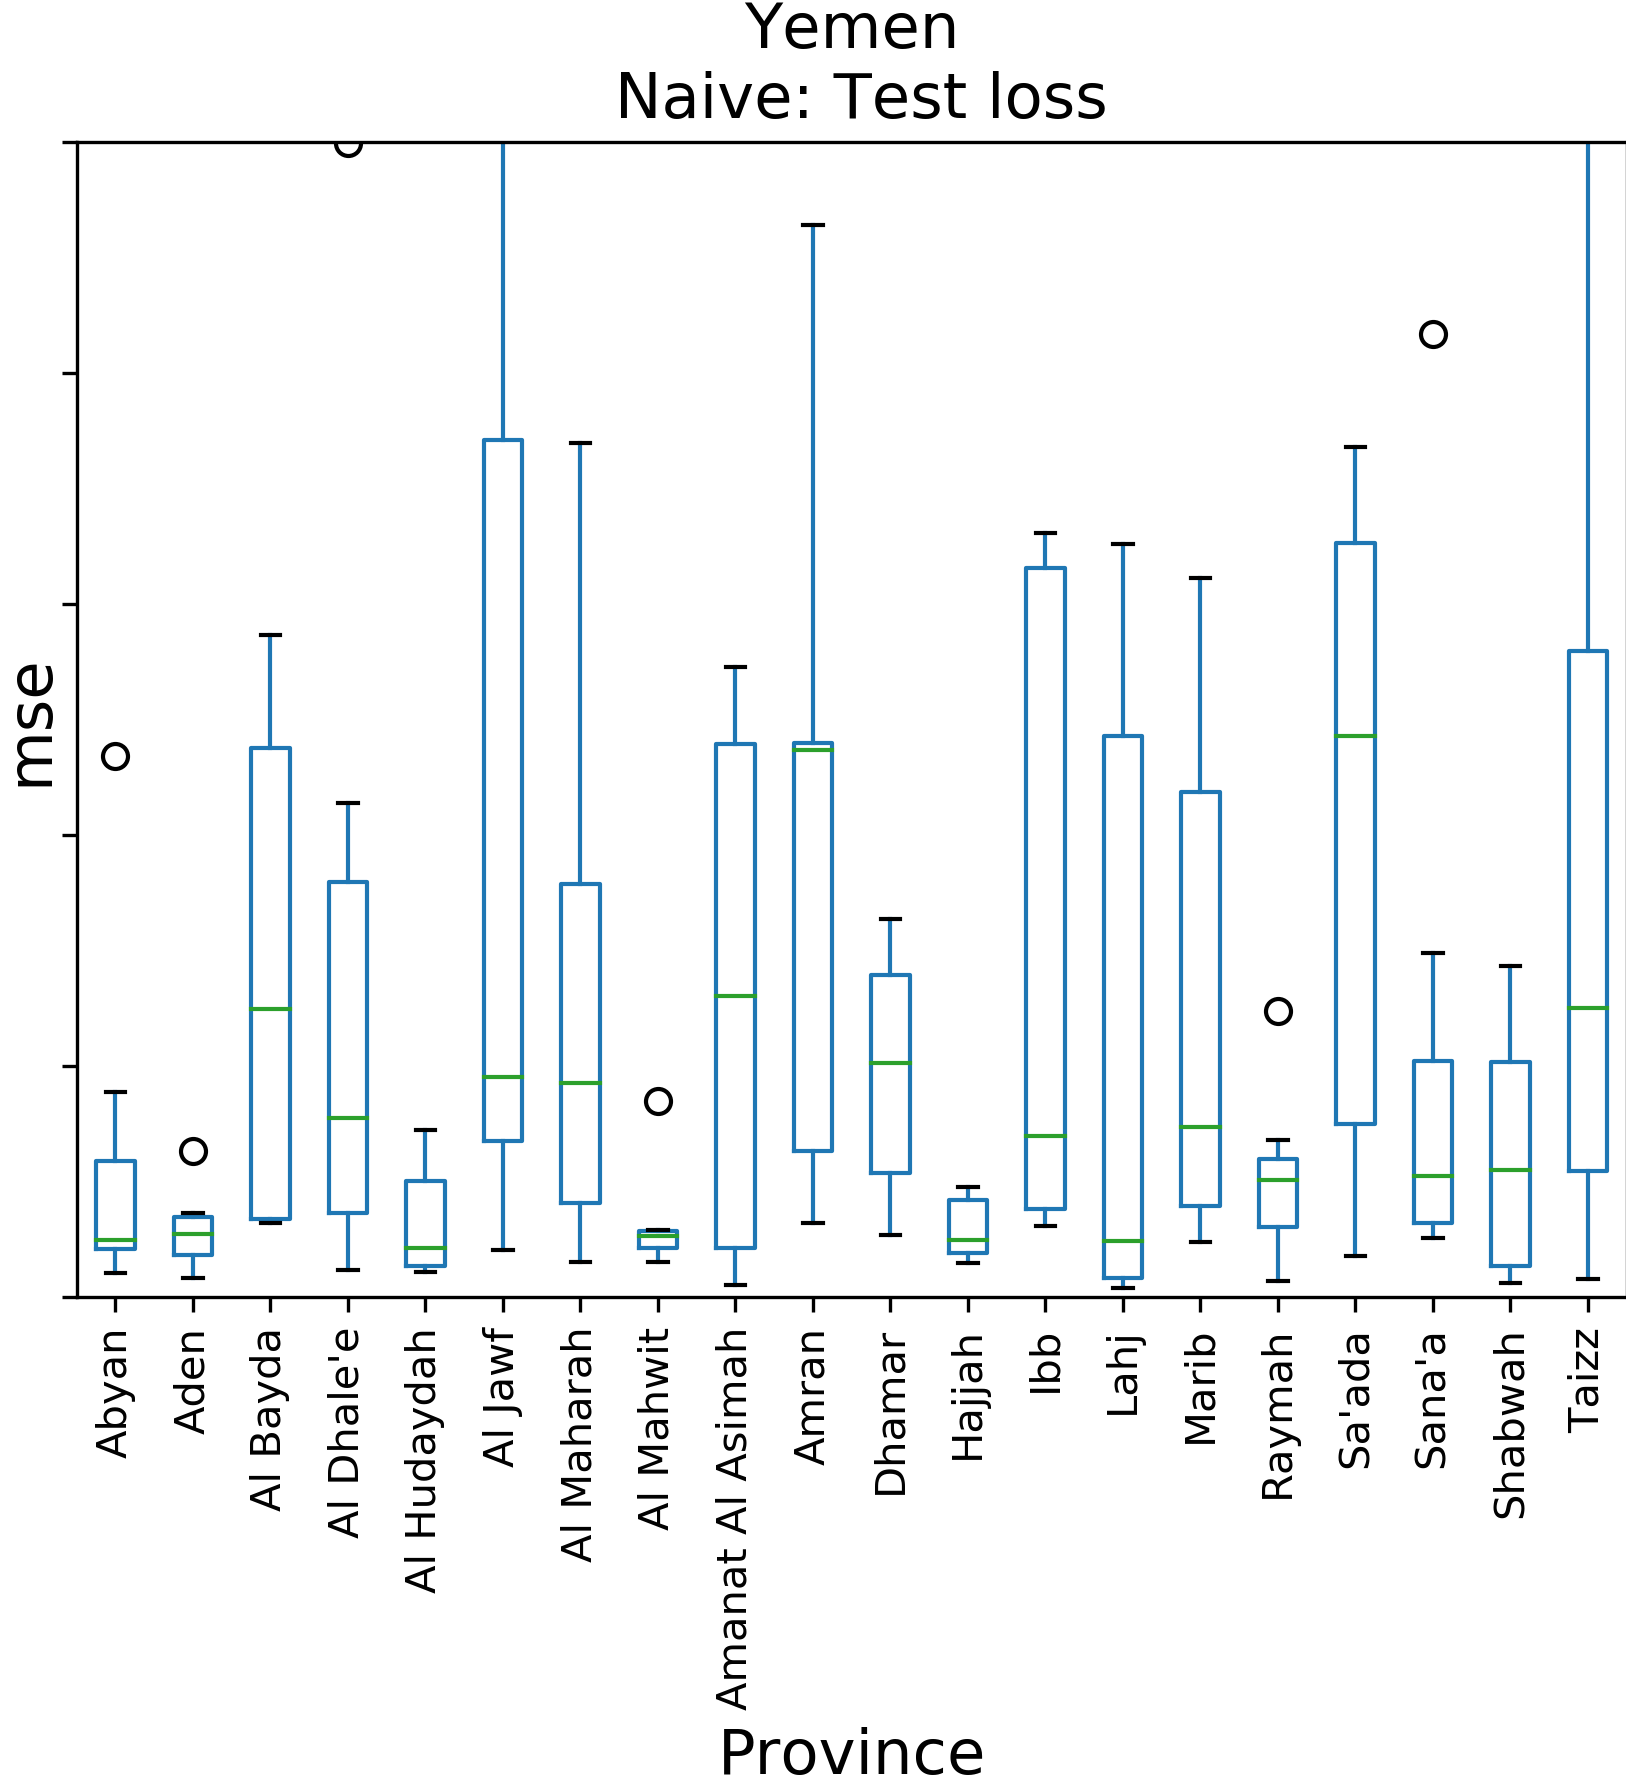 Yemen
Naive: Test loss
mse
Abyan
Aden
Al Bayda
Al Dhale'e
Al Hudaydah
Al Jawf
Al Maharah
Al Mahwit
Amanat Al Asimah
Amran
Dhamar
Hajjah
Ibb
Lahj
Marib
Raymah
Sa'ada
Sana'a
Shabwah
Taizz
Province